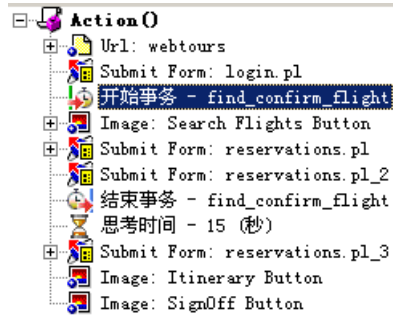 Action()
Url: webtours
Submit Form: login.pl
开始事务 - find_confirm_flight
Image: Search Flights Button
Submit Form: reservations.pl
Submit Form: reservations.pl_2
结束事务 - find_confirm_flight
思考时间 - 15 (秒)
Submit Form: reservations.pl_3
Image: Itinerary Button
Image: SignOff Button